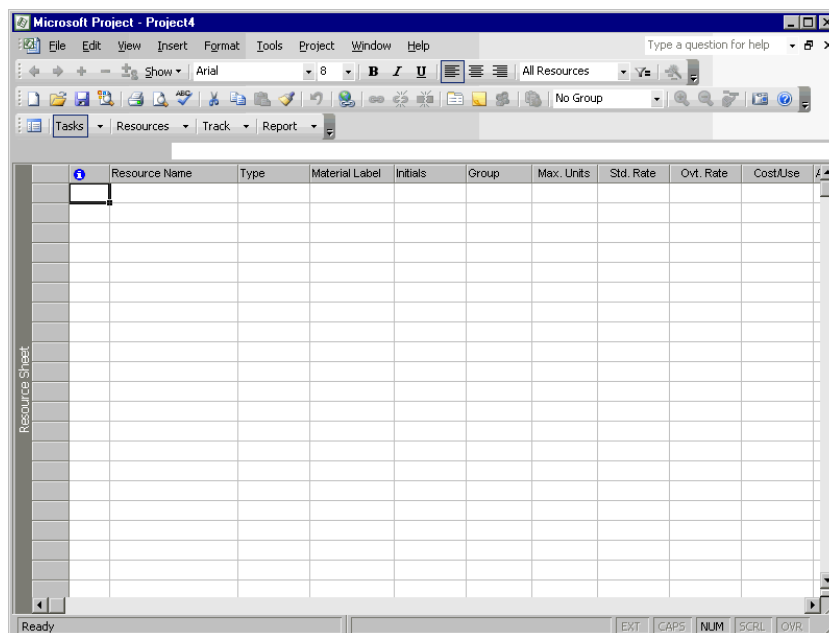 Microsoft Project - Project4
File Edit View Insert Format Tools Project Window Help Type a question for help
Show Arial 8 B I U All Resources
ABC No Group
Tasks Resources Track Report
Resource Name Type Material Label Initials Group Max. Units Std. Rate Ovt. Rate Cost/Use A
Resource Sheet
Ready EXT CAPS NUM SCRL OVR